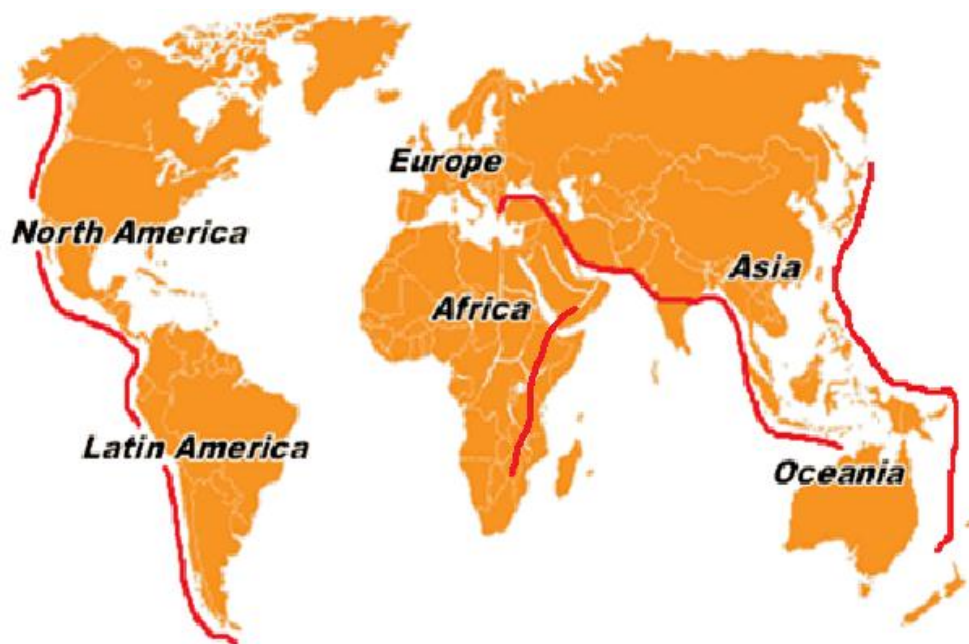 Europe
North America
Asia
Africa
Latin America
Oceania